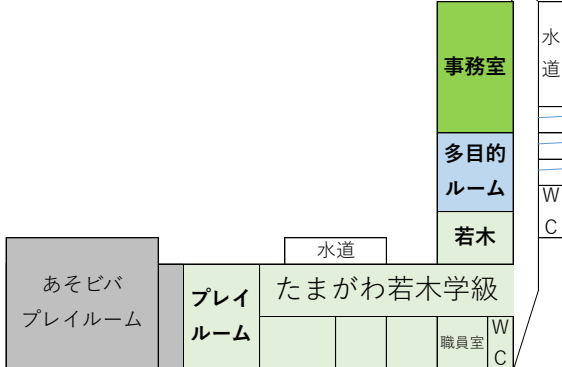 事務室
水
道
多目的
ルーム
W
C
若木
水道
あそビバ
プレイルーム
プレイ
ルーム
たまがわ若木学級
職員室
W
C